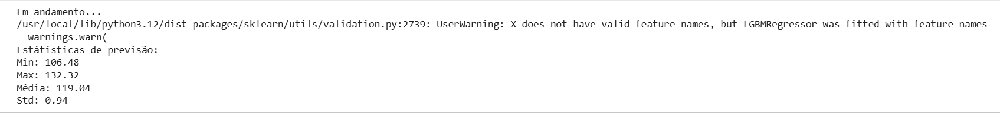 Em andamento...
/usr/local/lib/python3.12/dist-packages/sklearn/utils/validation.py:2739: UserWarning: X does not have valid feature names, but LGBMRegressor was fitted with feature names
  warnings.warn(
Estátisticas de previsão:
Min: 106.48
Max: 132.32
Média: 119.04
Std: 0.94